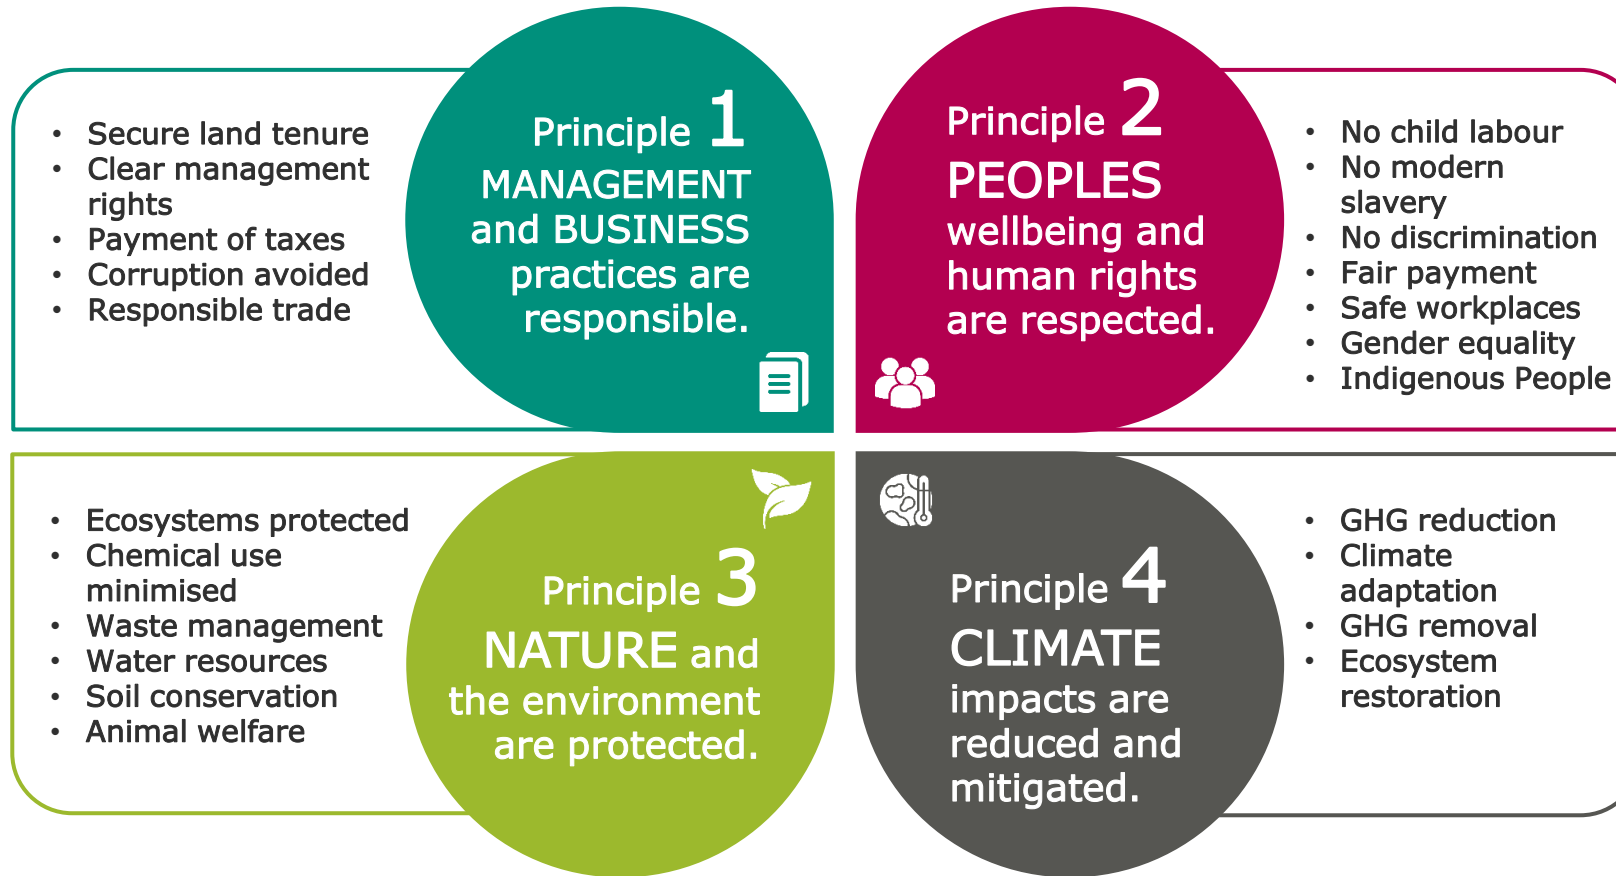 • Secure land tenure
• Clear management
rights
• Payment of taxes
• Corruption avoided
• Responsible trade
Principle 1
MANAGEMENT
and BUSINESS
practices are
responsible.
Principle 2
PEOPLES
wellbeing and
human rights
are respected.
• No child labour
• No modern
slavery
• No discrimination
• Fair payment
• Safe workplaces
• Gender equality
• Indigenous People
• Ecosystems protected
• Chemical use
minimised
• Waste management
• Water resources
• Soil conservation
• Animal welfare
Principle 3
NATURE and
the environment
are protected.
Principle 4
CLIMATE
impacts are
reduced and
mitigated.
• GHG reduction
• Climate
adaptation
• GHG removal
• Ecosystem
restoration